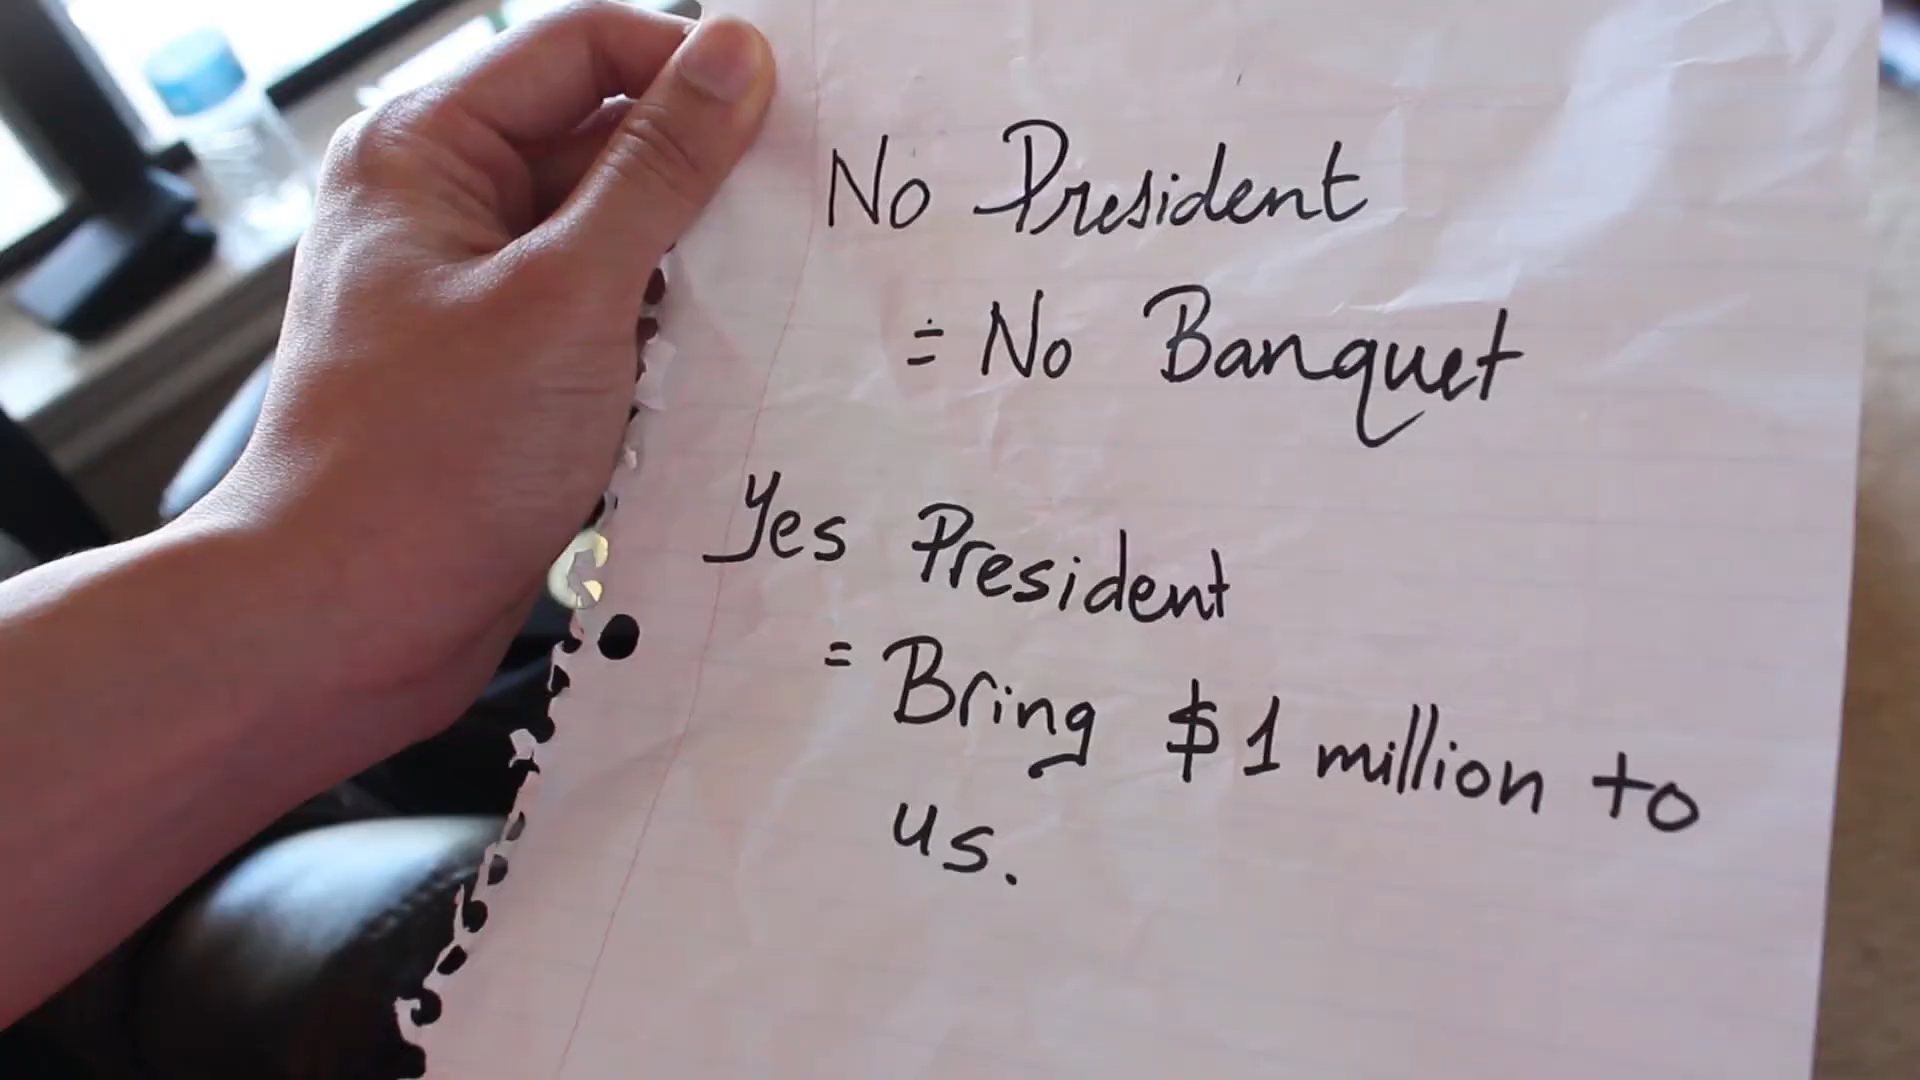 No President
= No Banquet
Yes President
= Bring $1 million to
us.